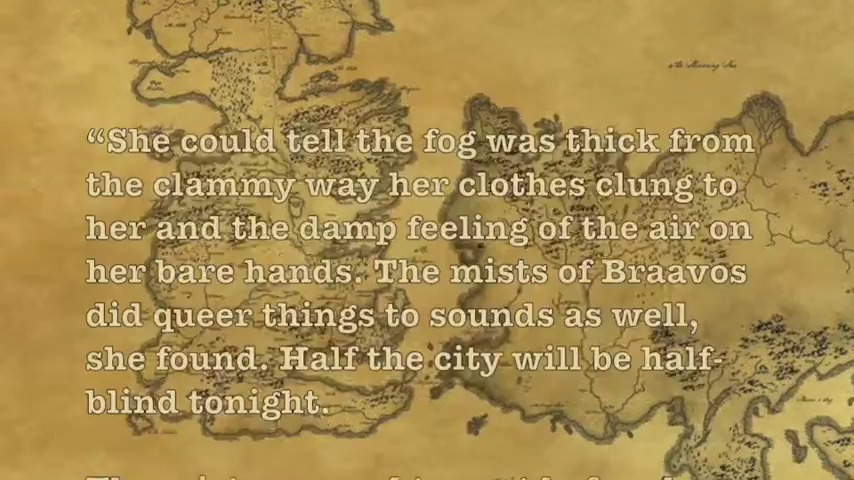 “She could tell the fog was thick from
the clammy way her clothes clung to
her and the damp feeling of the air on
her bare hands. The mists of Braavos
did queer things to sounds as well,
she found. Half the city will be half-
blind tonight.